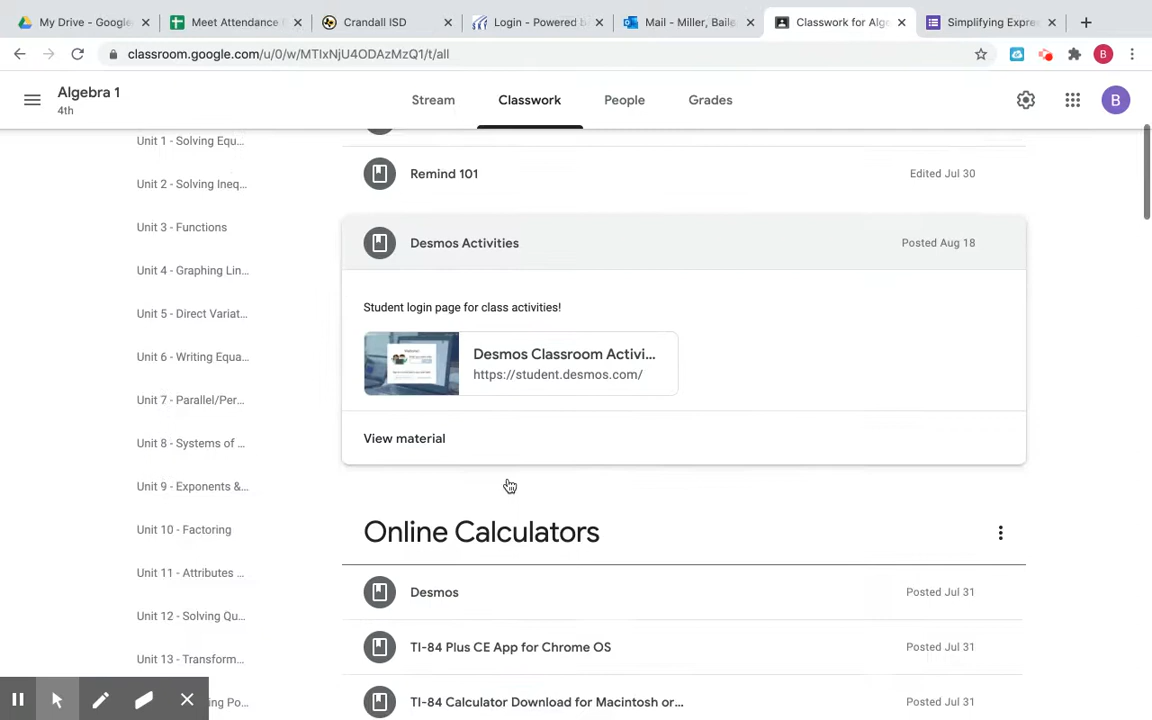 My Drive - Google
Meet Attendance
Crandall ISD
Login - Powered b
Mail - Miller, Baile
Classwork for Algo
Simplifying Expre
classroom.google.com/u/0/w/MTIxNjU4ODAzMzQ1/t/all
B
Algebra 1
4th
Stream
Classwork
People
Grades
B
Unit 1 - Solving Equ...
Unit 2 - Solving Ineq...
Unit 3 - Functions
Unit 4 - Graphing Lin...
Unit 5 - Direct Variat...
Unit 6 - Writing Equa...
Unit 7 - Parallel/Per...
Unit 8 - Systems of ...
Unit 9 - Exponents &...
Unit 10 - Factoring
Unit 11 - Attributes ...
Unit 12 - Solving Qu...
Unit 13 - Transform...
ng Po...
Remind 101
Edited Jul 30
Desmos Activities
Posted Aug 18
Student login page for class activities!
Desmos Classroom Activi...
https://student.desmos.com/
View material
Online Calculators
Desmos
Posted Jul 31
TI-84 Plus CE App for Chrome OS
Posted Jul 31
TI-84 Calculator Download for Macintosh or...
Posted Jul 31